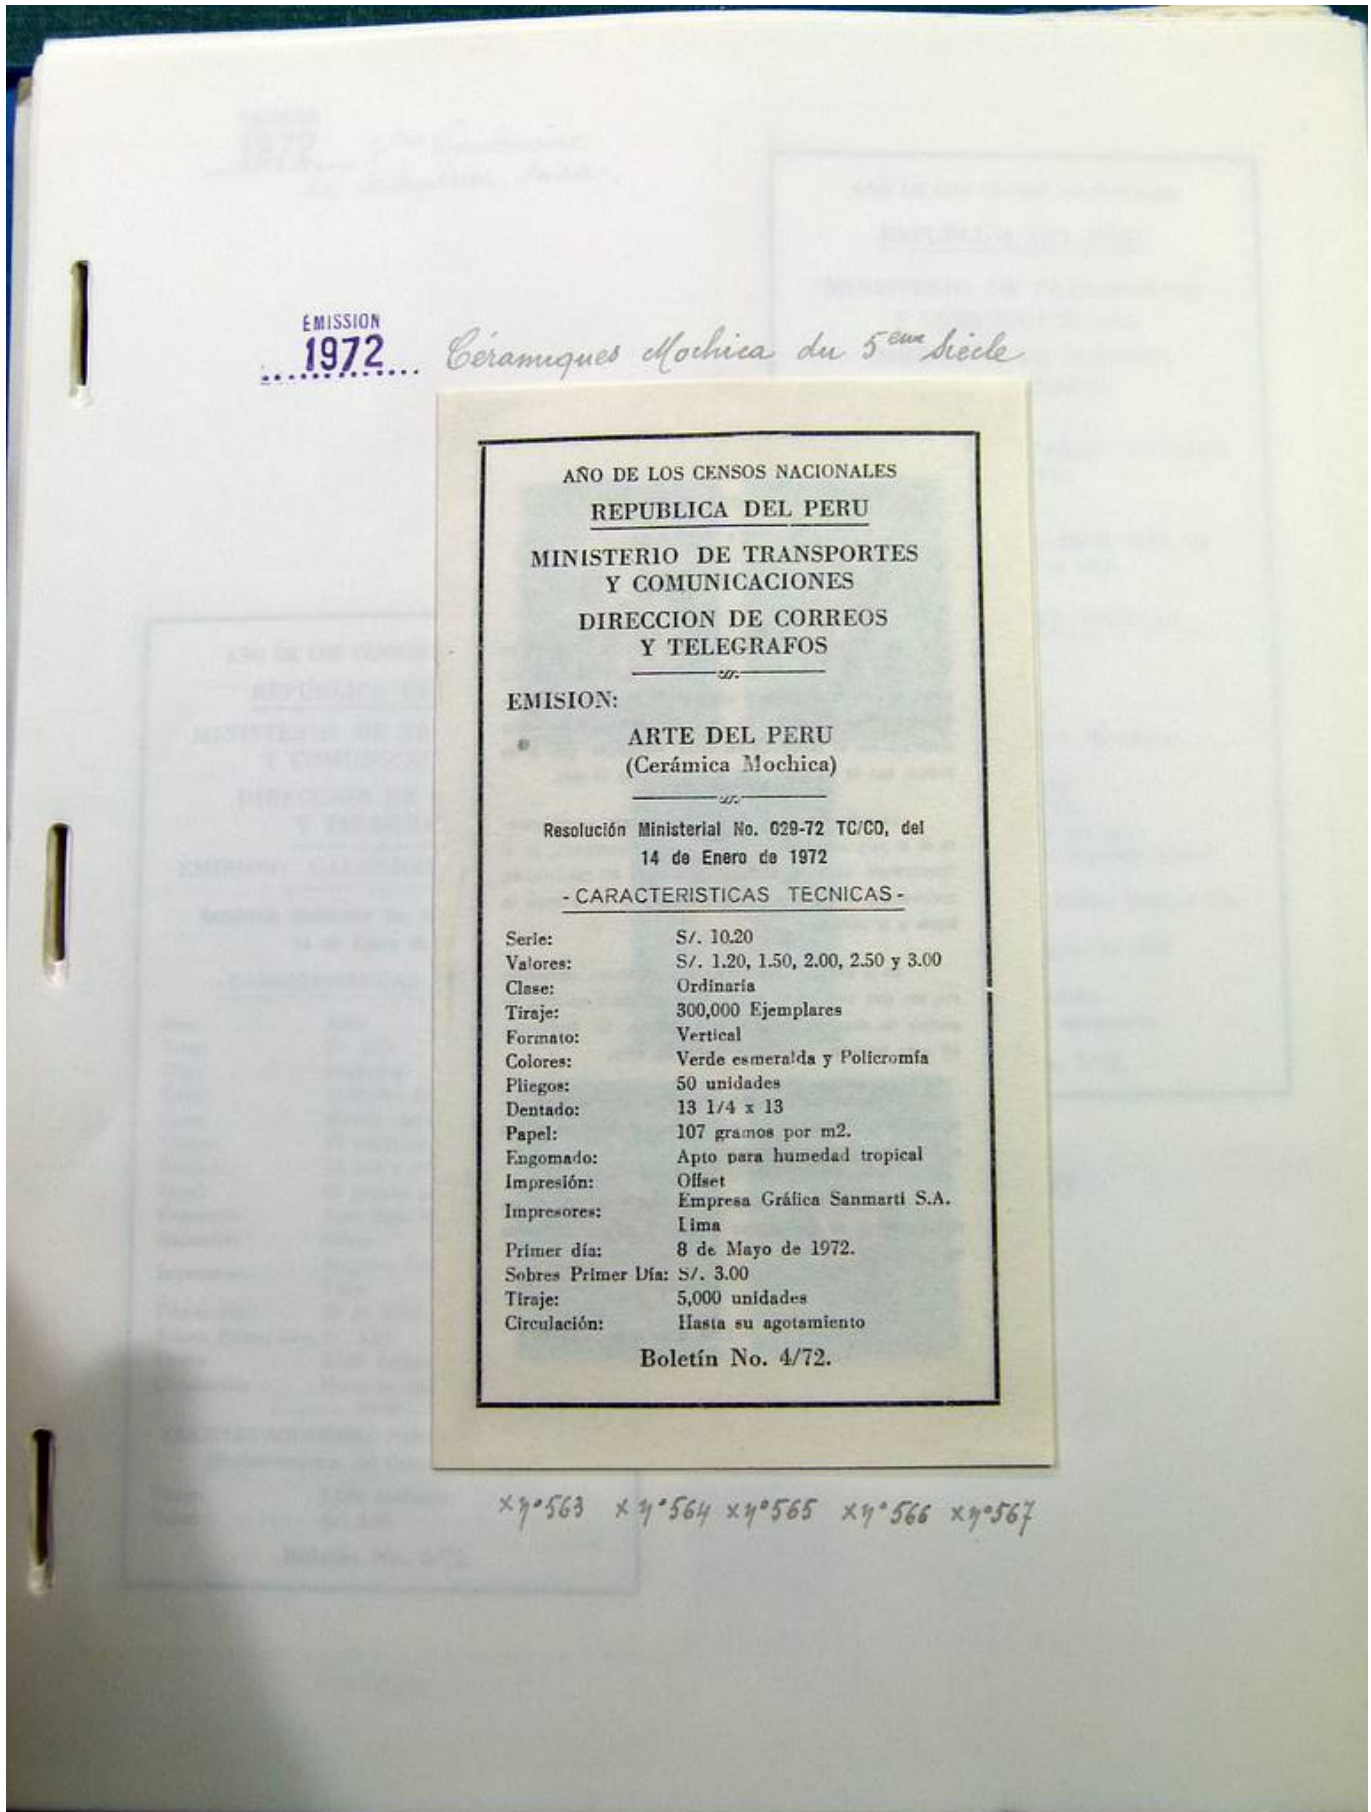 EMISSION
1972
Céramiques Mochica du 5eme Siècle
AÑO DE LOS CENSOS NACIONALES
REPUBLICA DEL PERU
MINISTERIO DE TRANSPORTES
Y COMUNICACIONES
DIRECCION DE CORREOS
Y TELEGRAFOS
EMISION:
ARTE DEL PERU
(Cerámica Mochica)
Resolución Ministerial No. 029-72 TC/CO, del
14 de Enero de 1972
- CARACTERISTICAS TECNICAS -
Serie: S/. 10.20
Valores: S/. 1.20, 1.50, 2.00, 2.50 y 3.00
Clase: Ordinaria
Tiraje: 300,000 Ejemplares
Formato: Vertical
Colores: Verde esmeralda y Policromía
Pliegos: 50 unidades
Dentado: 13 1/4 x 13
Papel: 107 gramos por m2.
Engomado: Apto para humedad tropical
Impresión: Offset
Impresores: Empresa Gráfica Sanmarti S.A.
Lima
Primer día: 8 de Mayo de 1972.
Sobres Primer Día: S/. 3.00
Tiraje: 5,000 unidades
Circulación: Hasta su agotamiento
Boletín No. 4/72.
x n°563 x n°564 x n°565 x n°566 x n°567